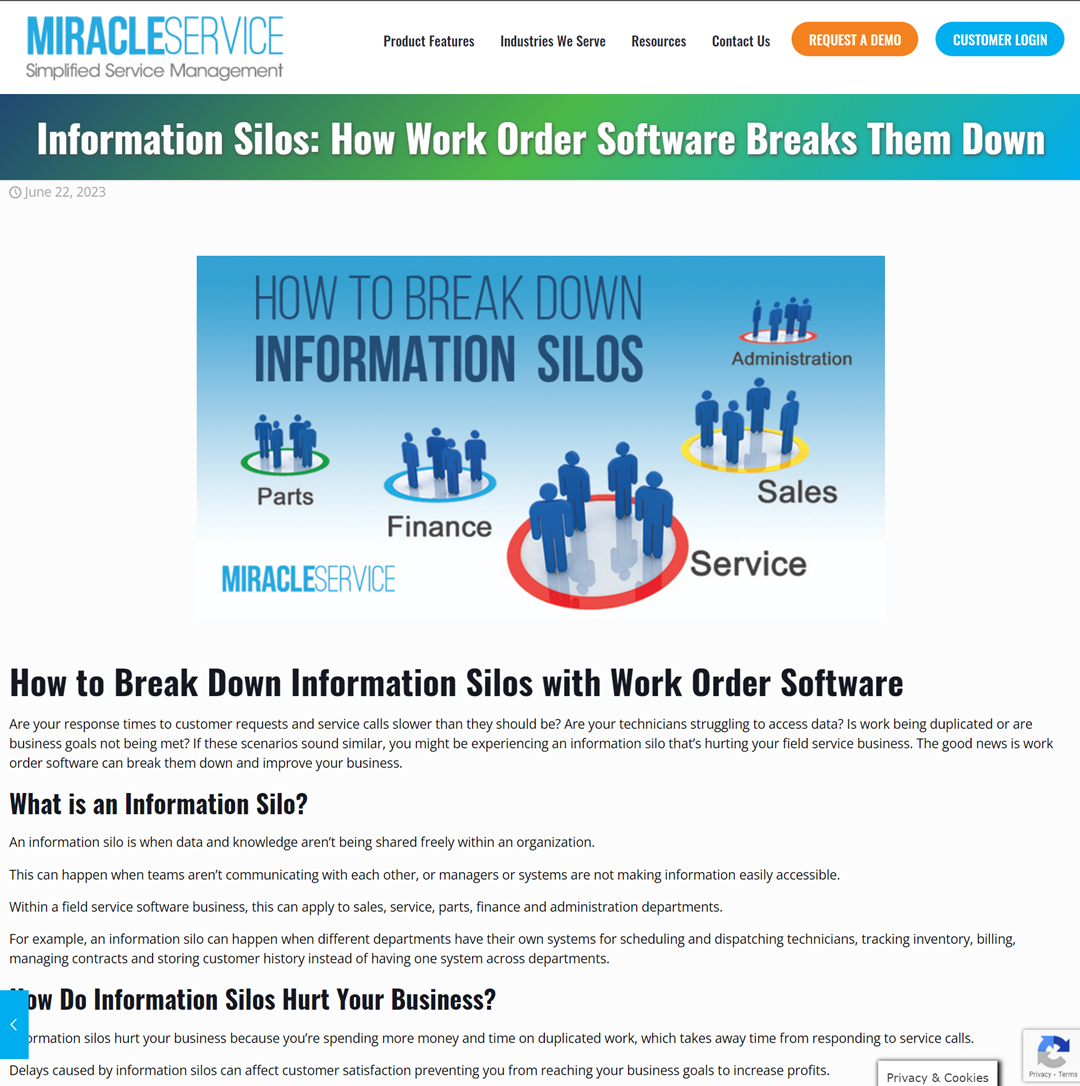 MIRACLESERVICE
Simplified Service Management
Product Features
Industries We Serve
Resources
Contact Us
REQUEST A DEMO
CUSTOMER LOGIN
Information Silos: How Work Order Software Breaks Them Down
June 22, 2023
HOW TO BREAK DOWN
INFORMATION SILOS
Administration
Parts
Sales
Finance
Service
MIRACLESERVICE
How to Break Down Information Silos with Work Order Software
Are your response times to customer requests and service calls slower than they should be? Are your technicians struggling to access data? Is work being duplicated or are
business goals not being met? If these scenarios sound similar, you might be experiencing an information silo that’s hurting your field service business. The good news is work
order software can break them down and improve your business.
What is an Information Silo?
An information silo is when data and knowledge aren’t being shared freely within an organization.
This can happen when teams aren’t communicating with each other, or managers or systems are not making information easily accessible.
Within a field service software business, this can apply to sales, service, parts, finance and administration departments.
For example, an information silo can happen when different departments have their own systems for scheduling and dispatching technicians, tracking inventory, billing,
managing contracts and storing customer history instead of having one system across departments.
How Do Information Silos Hurt Your Business?
Information silos hurt your business because you’re spending more money and time on duplicated work, which takes away time from responding to service calls.
Delays caused by information silos can affect customer satisfaction preventing you from reaching your business goals to increase profits.
Privacy - Terms
Privacy & Cookies